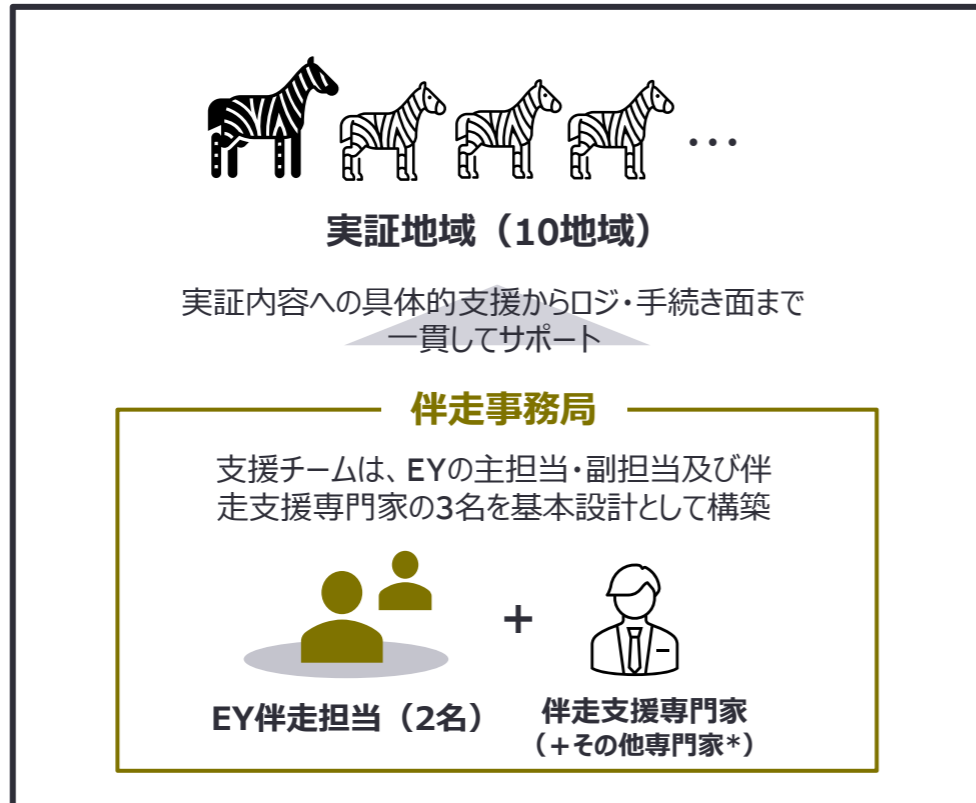 …
実証地域（10地域）
実証内容への具体的支援からロジ・手続き面まで
一貫してサポート
伴走事務局
支援チームは、EYの主担当・副担当及び伴
走支援専門家の3名を基本設計として構築
+
EY伴走担当（2名）
伴走支援専門家
（＋その他専門家*）